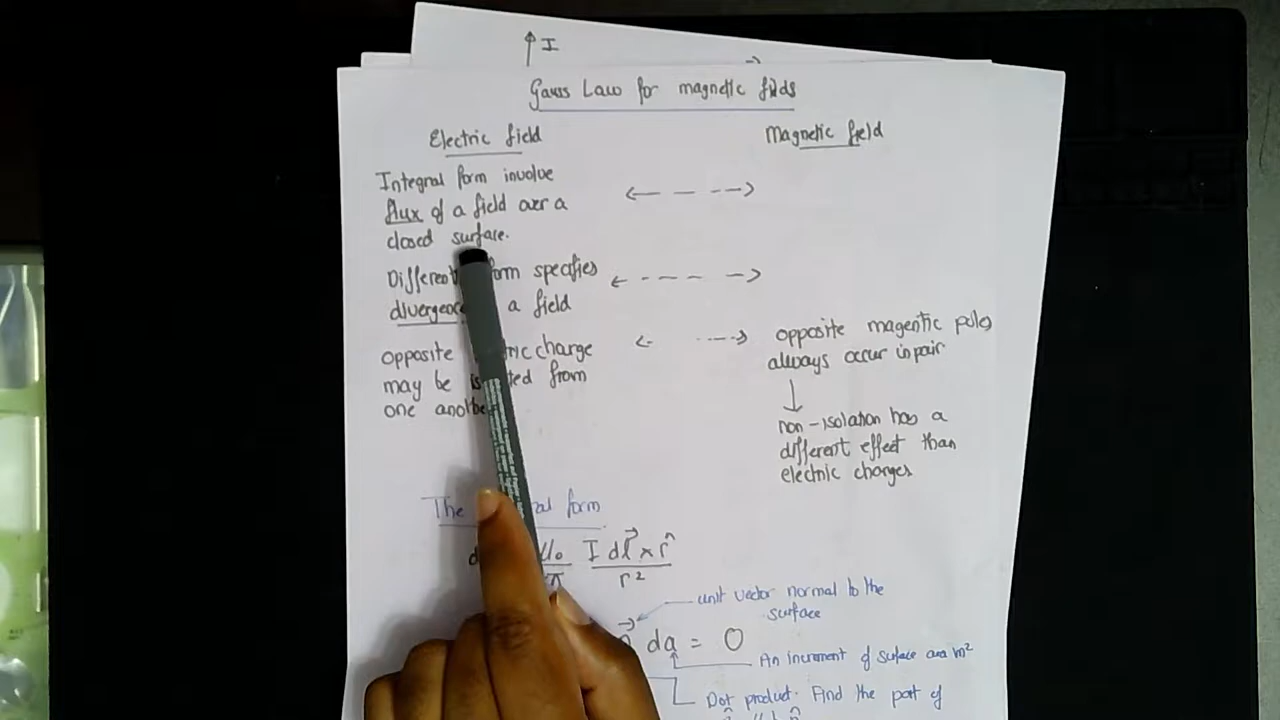 I
Gauss Law for magnetic fields
Electric field
Magnetic field
Integral form involve
flux of a field over a
closed surface.
form specifies
a field
opposite charge
may be from
one
opposite magentic poles
always occur in pair
non-isolation has a
different effect than
electric charges
The form
μ₀ I dl⃗ × r̂
r²
unit vector normal to the
surface
da = 0
An increment of surface area m²
Dot product. Find the part of